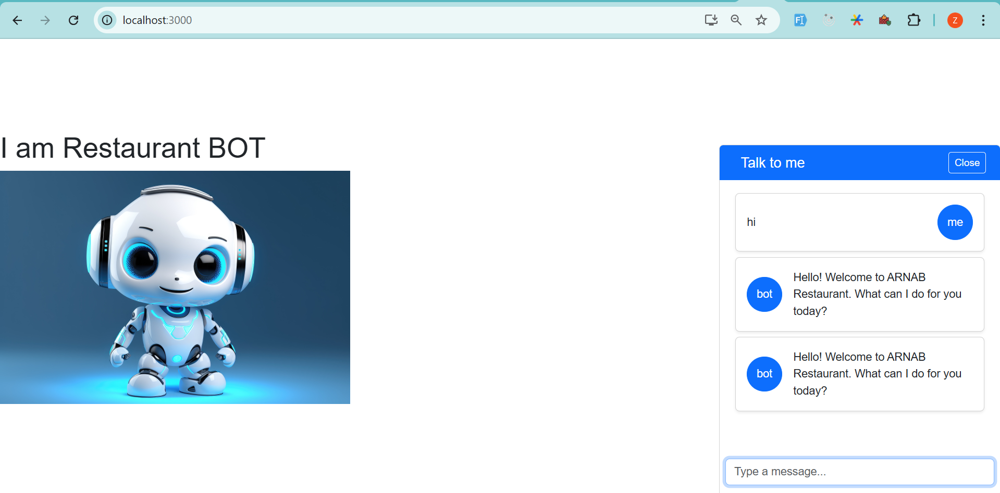 localhost:3000
FI
Z
I am Restaurant BOT
Talk to me
Close
hi
me
bot
Hello! Welcome to ARNAB
Restaurant. What can I do for you
today?
bot
Hello! Welcome to ARNAB
Restaurant. What can I do for you
today?
Type a message...